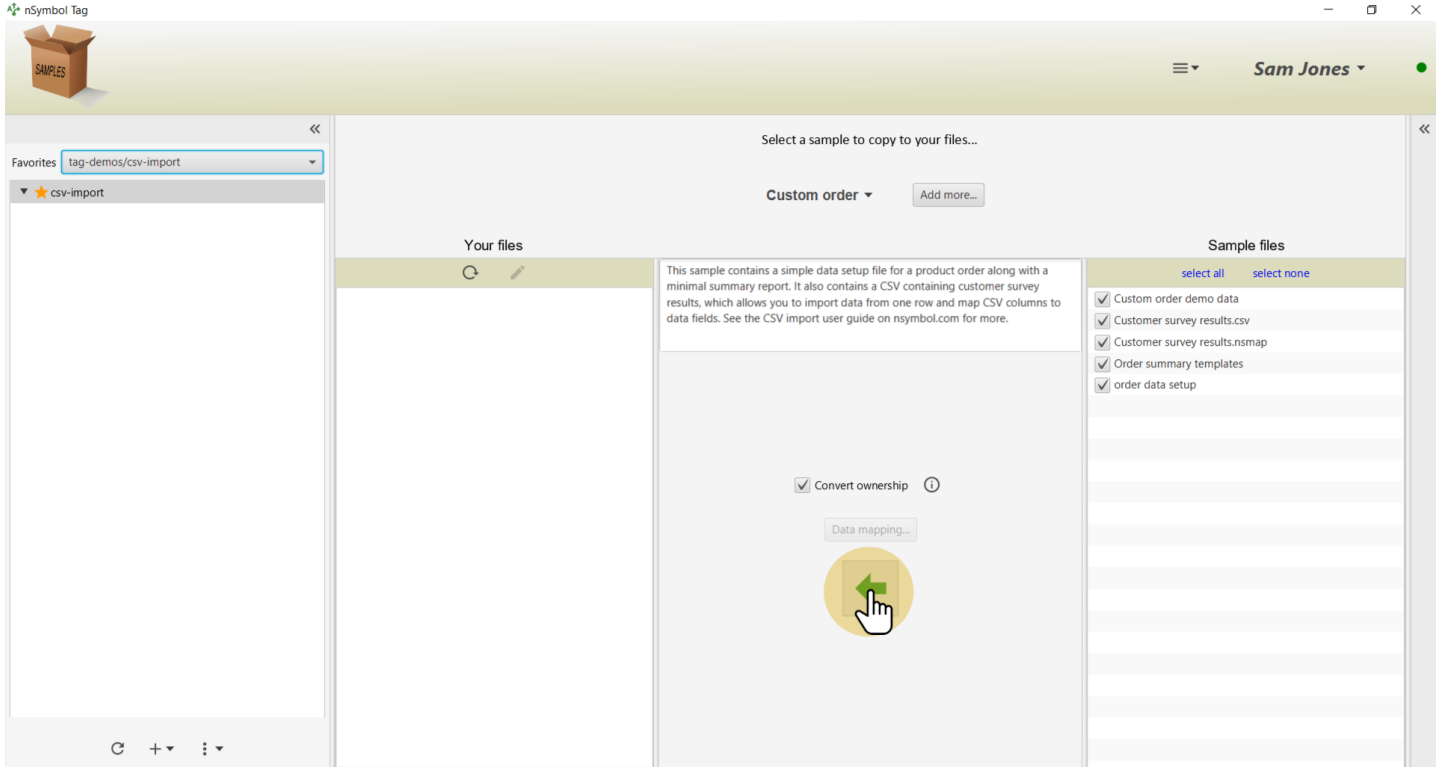 nSymbol Tag
SAMPLES
Sam Jones
Favorites tag-demos/csv-import
csv-import
Select a sample to copy to your files...
Custom order Add more...
Your files
Sample files
This sample contains a simple data setup file for a product order along with a
minimal summary report. It also contains a CSV containing customer survey
results, which allows you to import data from one row and map CSV columns to
data fields. See the CSV import user guide on nsymbol.com for more.
select all select none
Custom order demo data
Customer survey results.csv
Customer survey results.nsmap
Order summary templates
order data setup
Convert ownership
Data mapping...